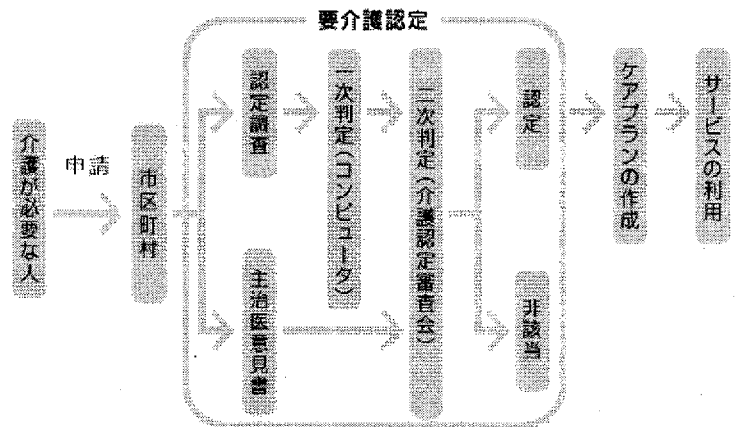 要介護認定
介護が必要な人
申請
市区町村
認定調査
主治医意見書
一次判定(コンピュータ)
二次判定(介護認定審査会)
認定
非該当
ケアプランの作成
サービスの利用